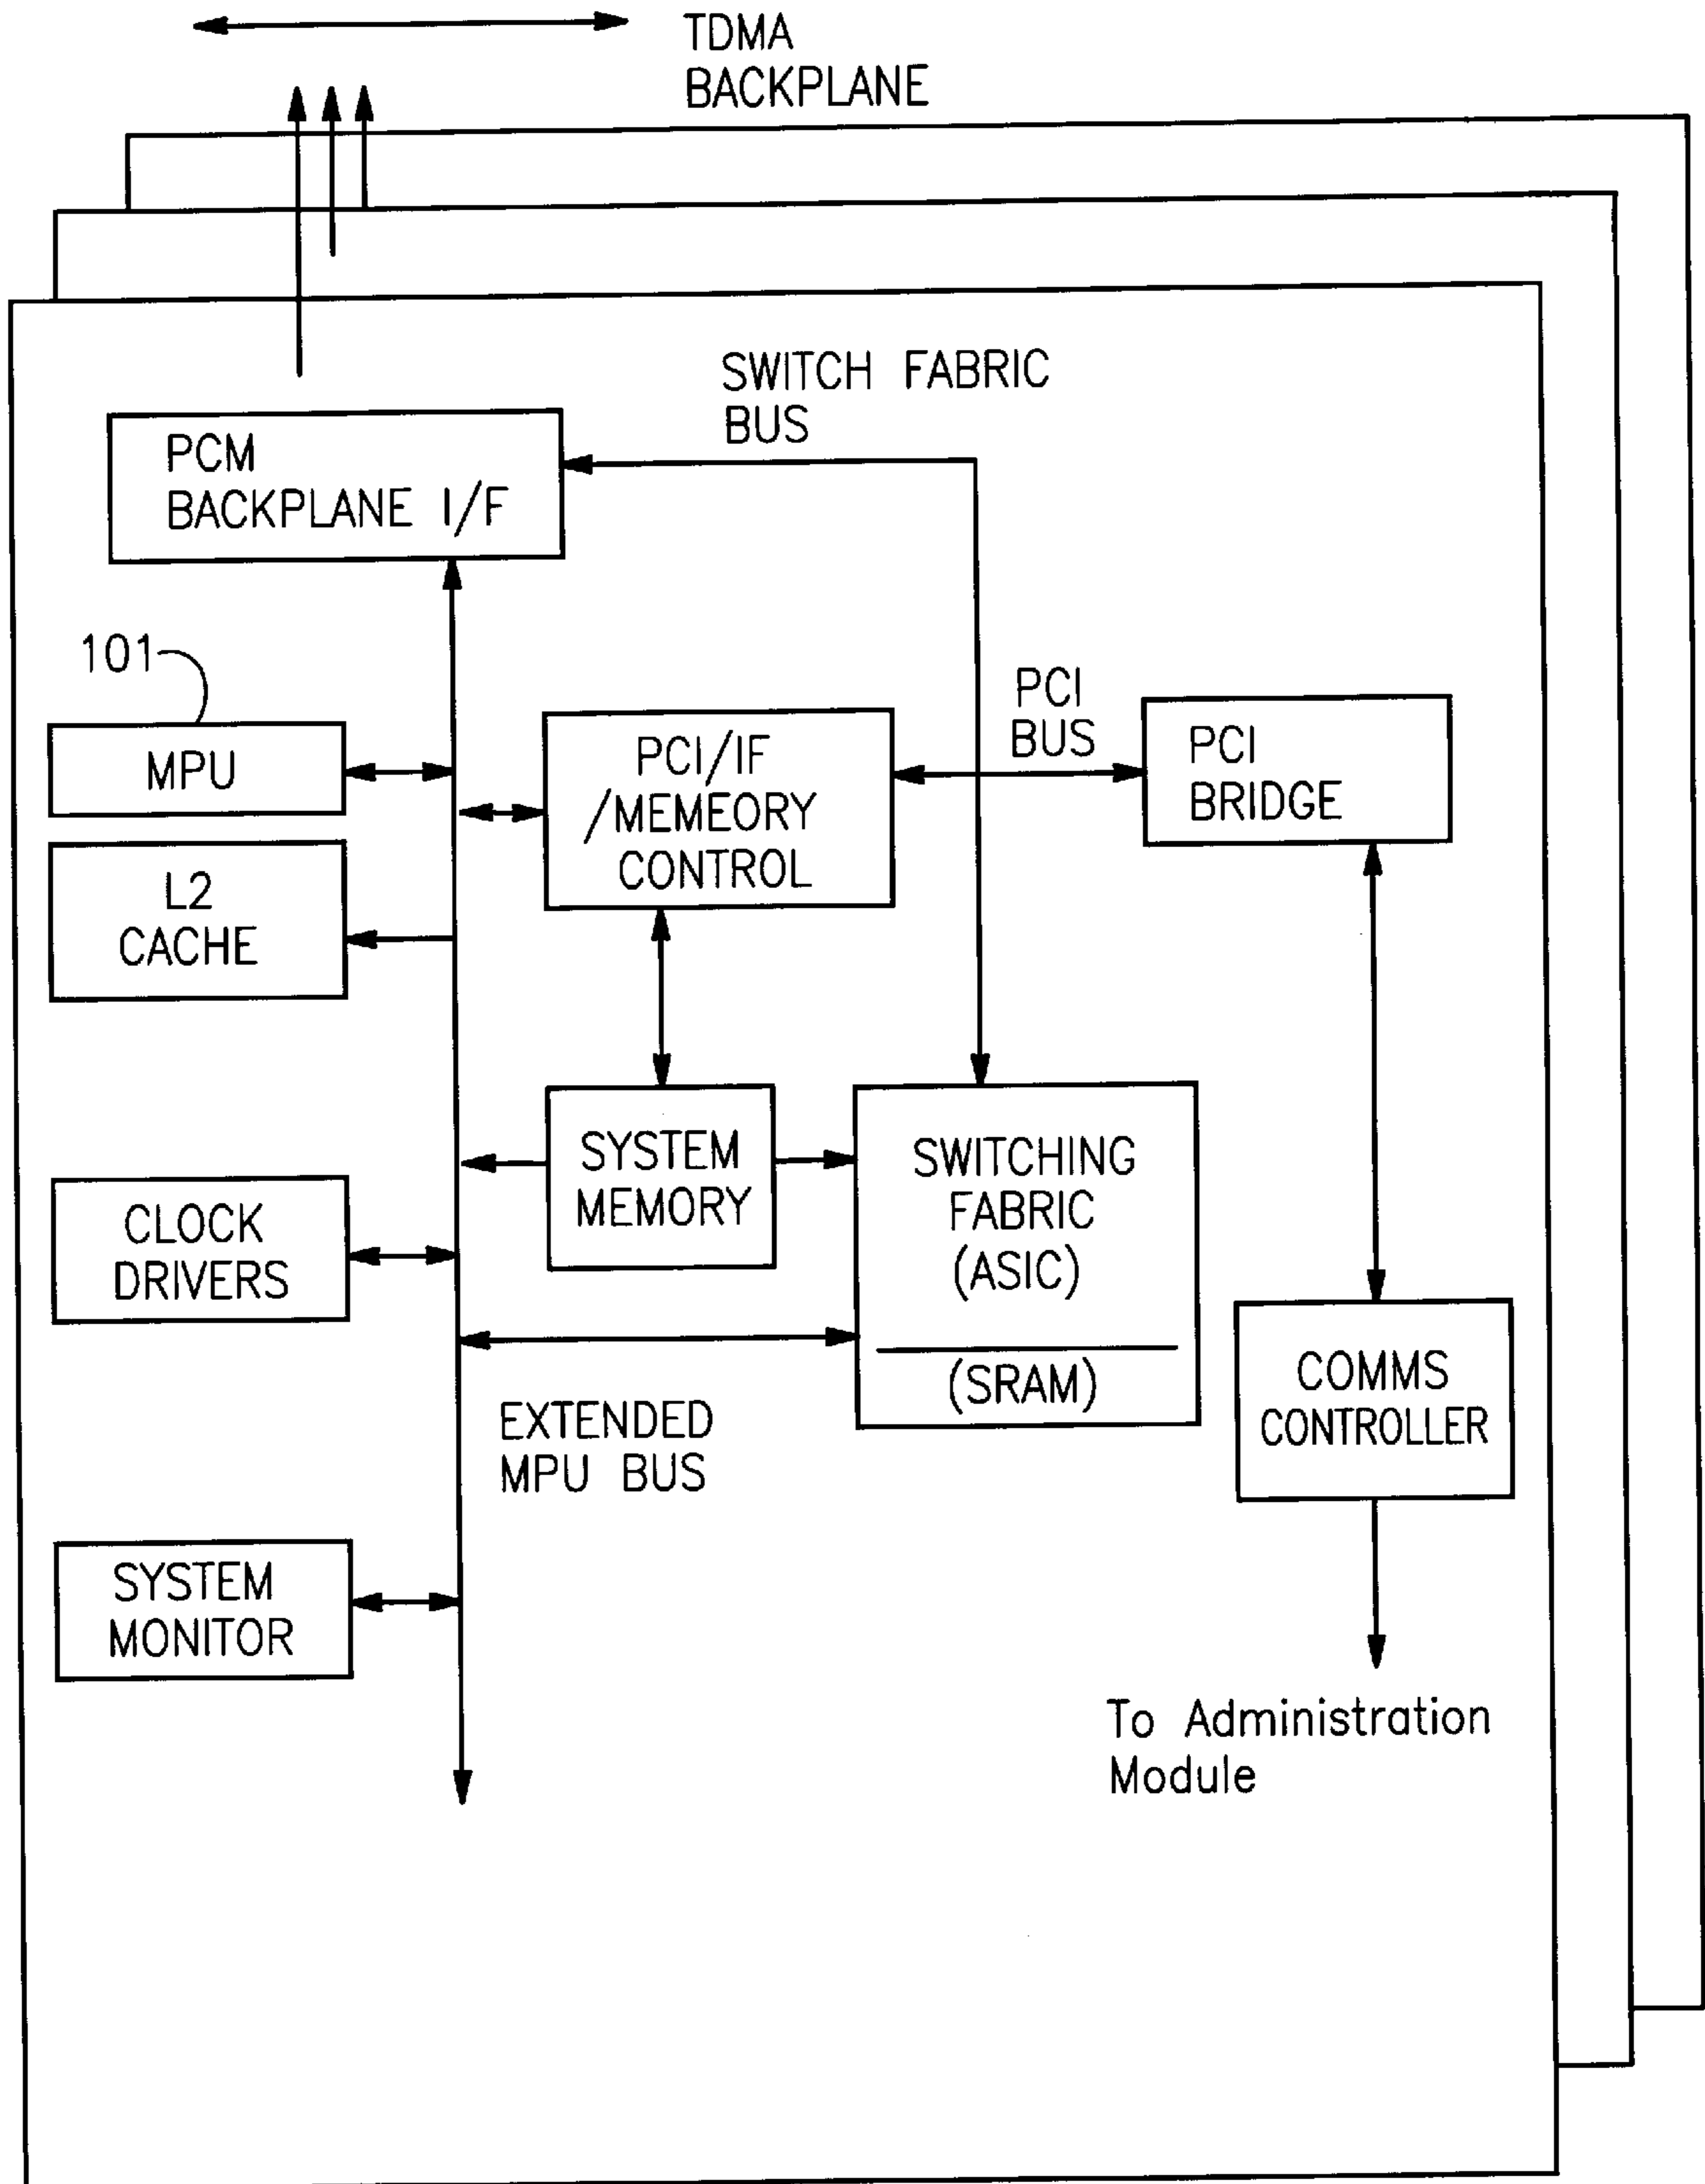 TDMA
BACKPLANE
SWITCH FABRIC
BUS
PCM
BACKPLANE I/F
101
MPU
PCI/IF
/MEMEORY
CONTROL
PCI
BUS
PCI
BRIDGE
L2
CACHE
SYSTEM
MEMORY
SWITCHING
FABRIC
(ASIC)
(SRAM)
CLOCK
DRIVERS
EXTENDED
MPU BUS
COMMS
CONTROLLER
SYSTEM
MONITOR
To Administration
Module